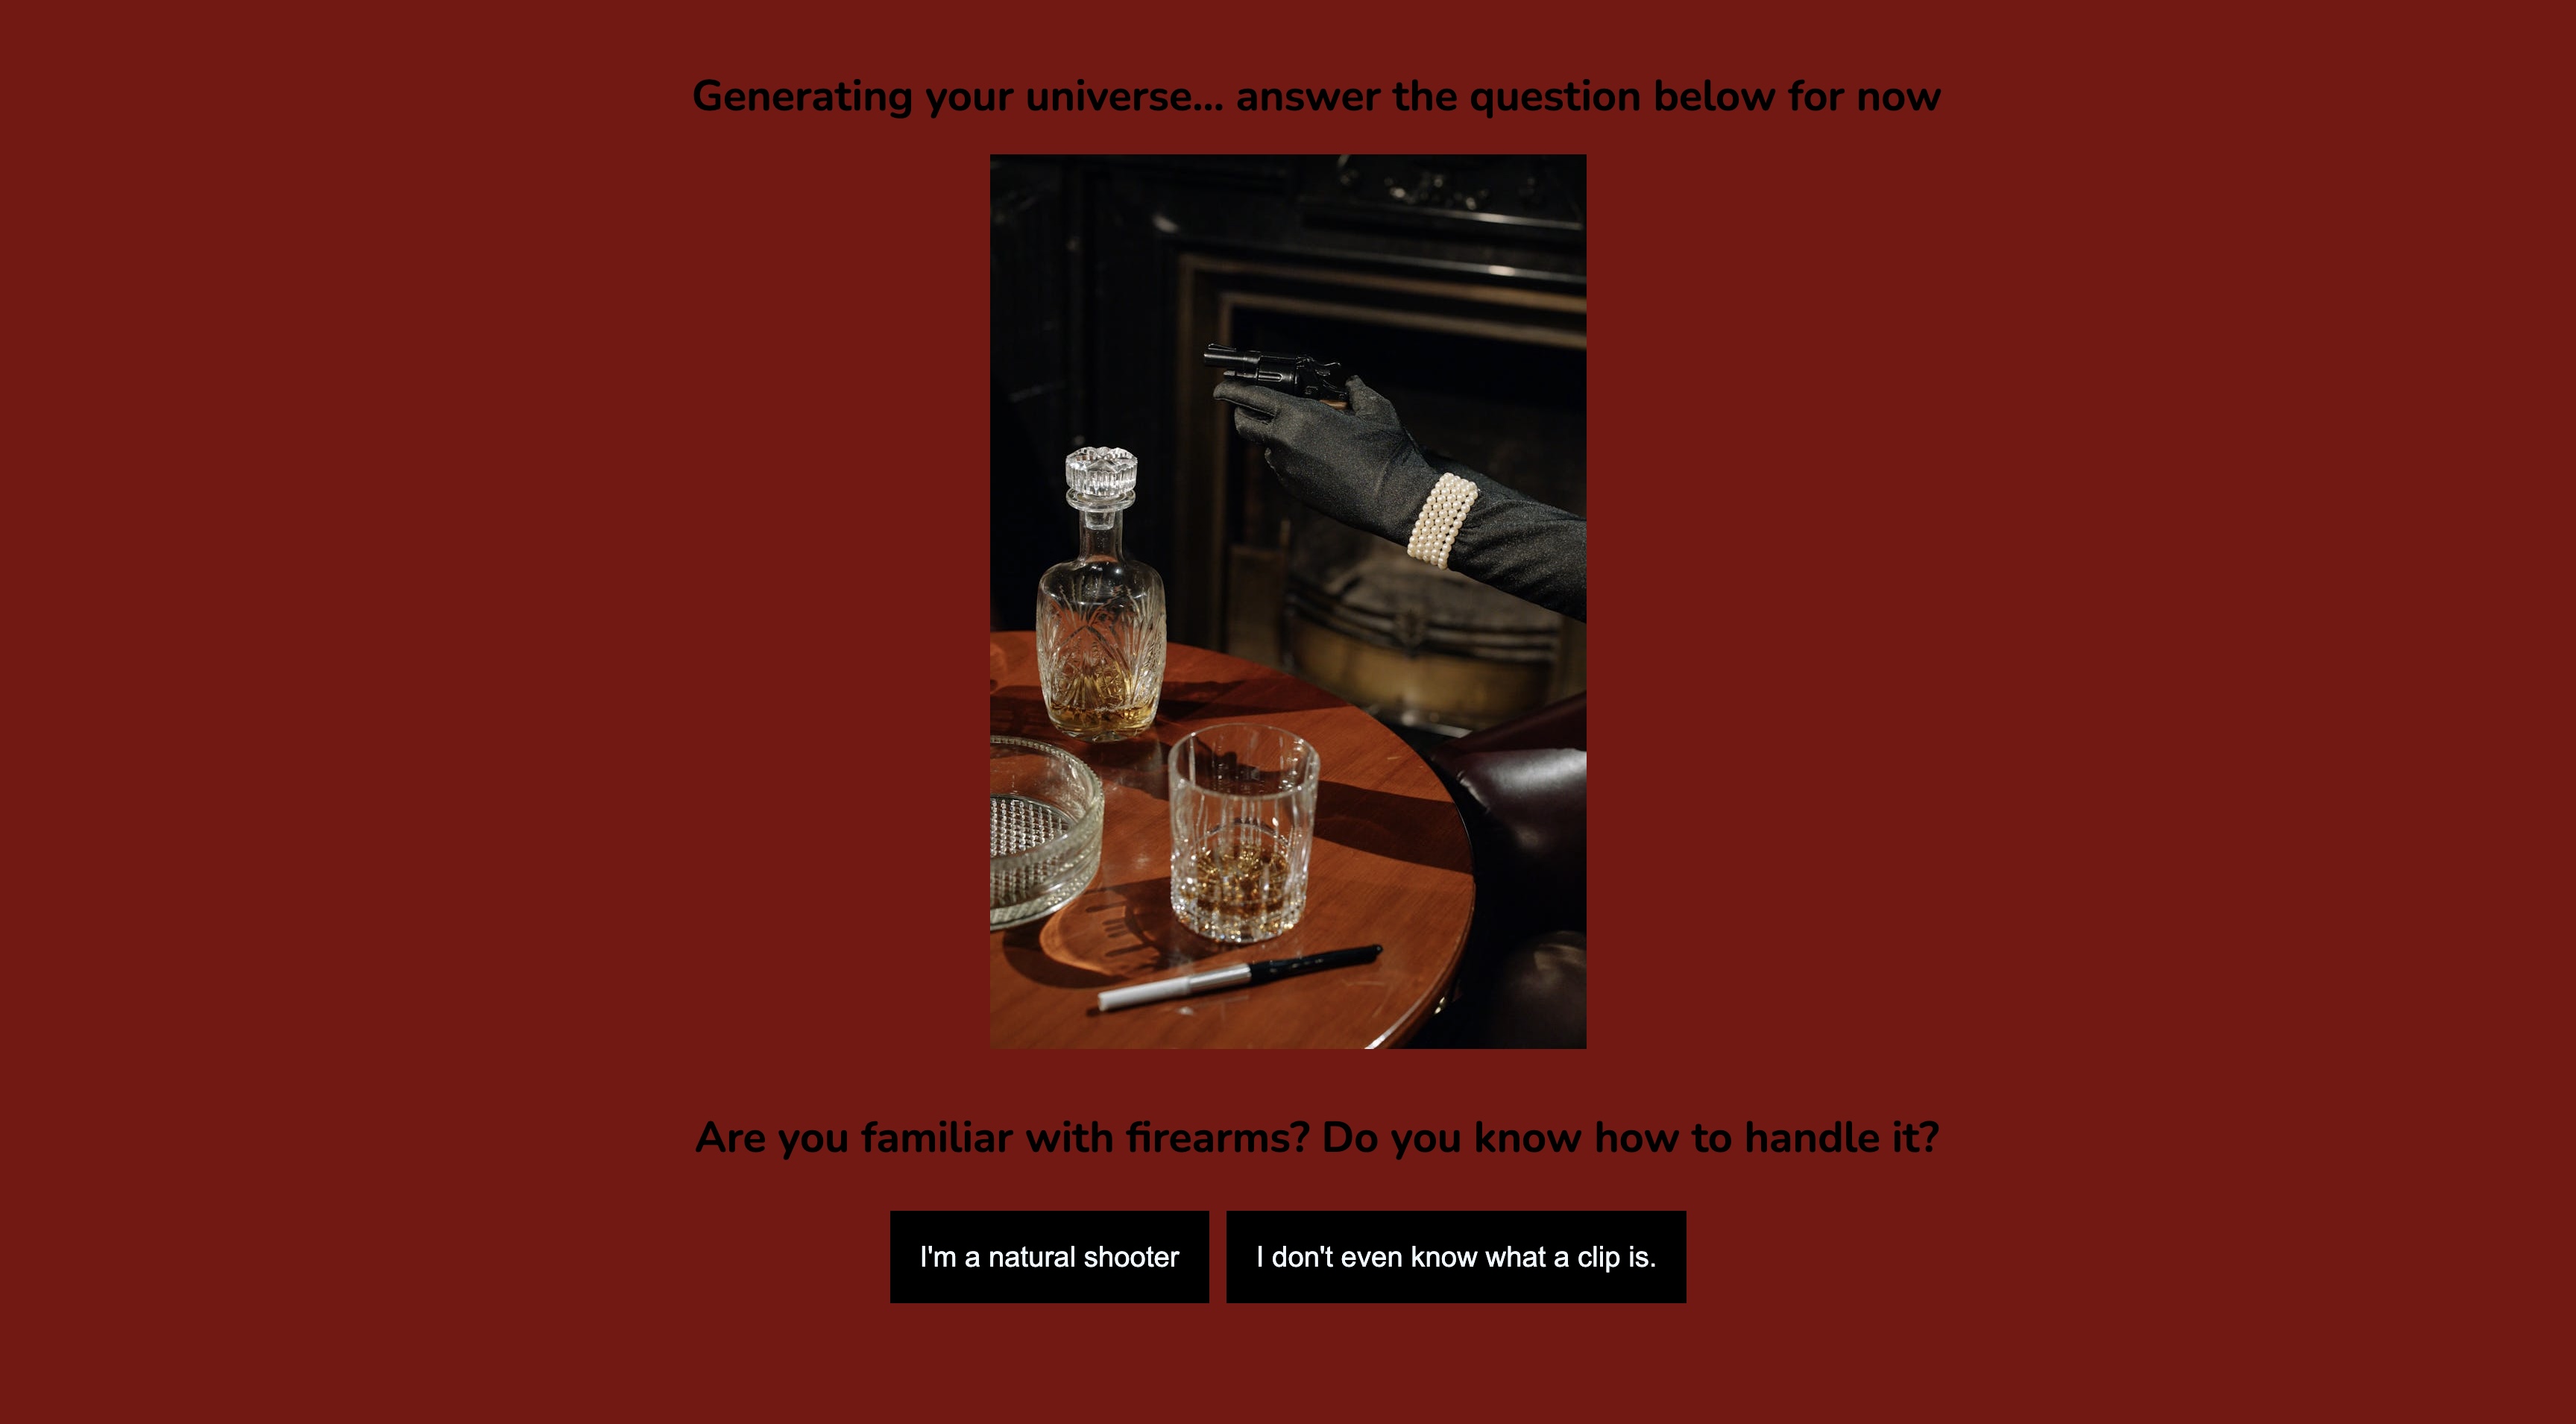 Generating your universe... answer the question below for now
Are you familiar with firearms? Do you know how to handle it?
I'm a natural shooter
I don't even know what a clip is.